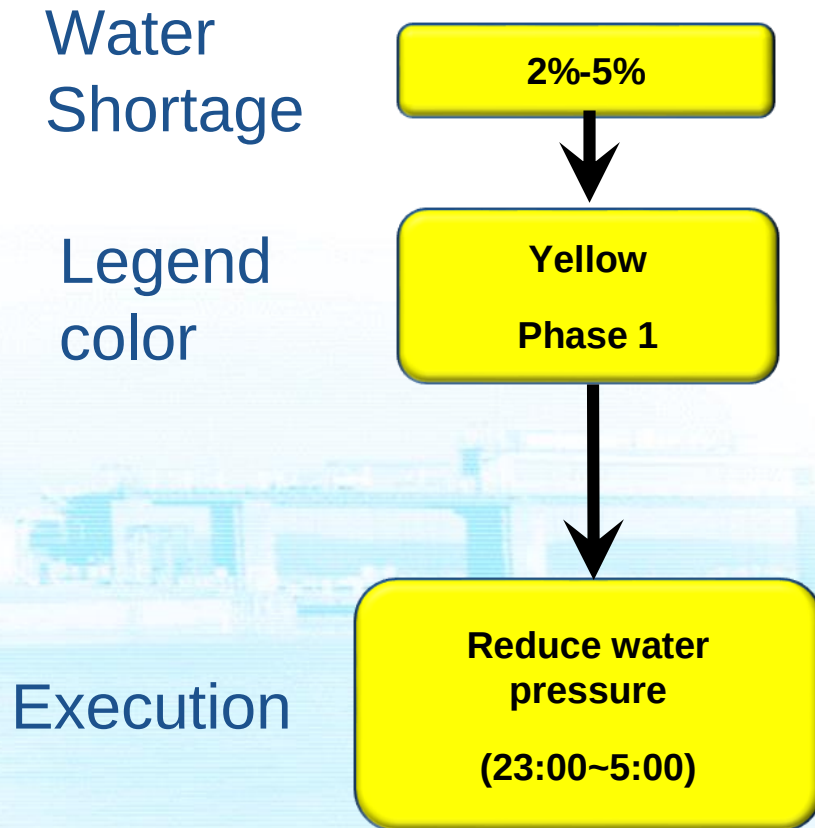 Water
Shortage
2%-5%
Legend
color
Yellow
Phase 1
Execution
Reduce water
pressure
(23:00~5:00)